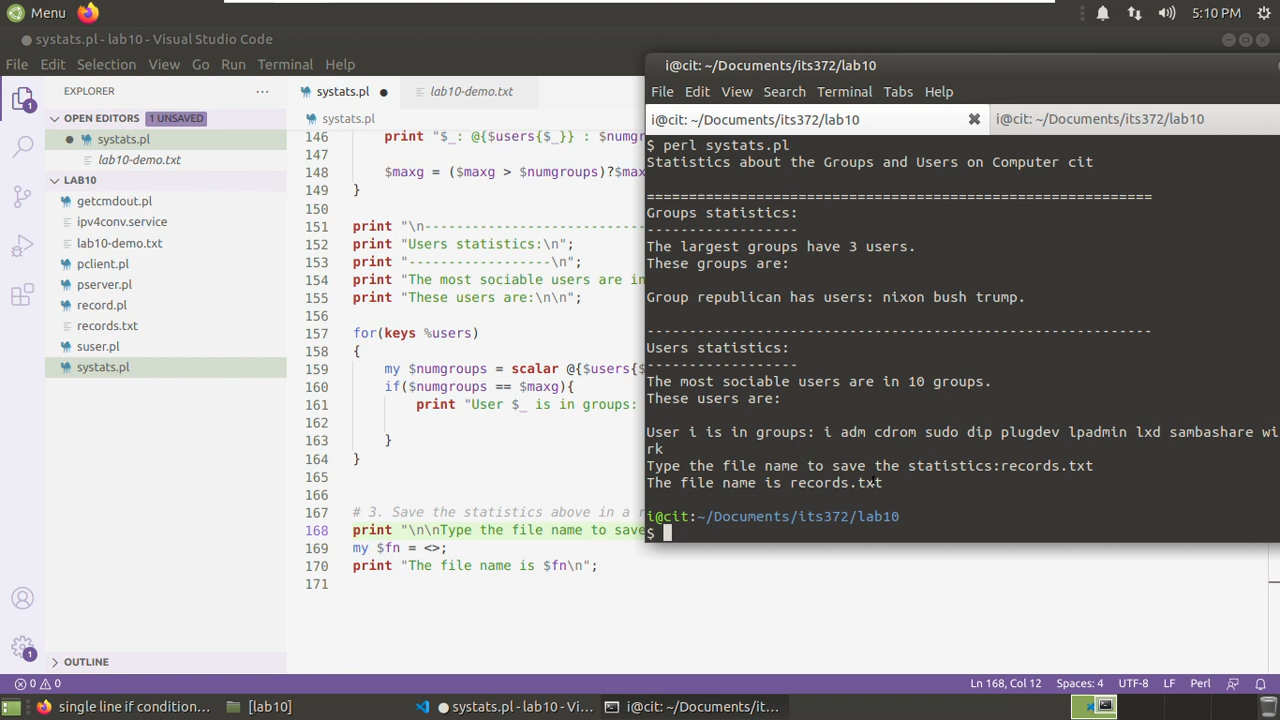 Menu
5:10 PM
systats.pl - lab10 - Visual Studio Code
File Edit Selection View Go Run Terminal Help
EXPLORER
OPEN EDITORS 1 UNSAVED
systats.pl
lab10-demo.txt
LAB10
getcmdout.pl
ipv4conv.service
lab10-demo.txt
pclient.pl
pserver.pl
record.pl
records.txt
suser.pl
systats.pl
OUTLINE
1
1
systats.pl lab10-demo.txt
systats.pl
146 print "$_: @{$users{$_}} : $numgr
147
148 $maxg = ($maxg > $numgroups)?$max
149 }
150
151 print "\n---------------------------
152 print "Users statistics:\n";
153 print "------------------\n";
154 print "The most sociable users are in
155 print "These users are:\n\n";
156
157 for(keys %users)
158 {
159 my $numgroups = scalar @{$users{$
160 if($numgroups == $maxg){
161 print "User $_ is in groups:
162
163 }
164 }
165
166
167 # 3. Save the statistics above in a
168 print "\n\nType the file name to save
169 my $fn = <>;
170 print "The file name is $fn\n";
171
i@cit: ~/Documents/its372/lab10
File Edit View Search Terminal Tabs Help
i@cit: ~/Documents/its372/lab10 i@cit: ~/Documents/its372/lab10
$ perl systats.pl
Statistics about the Groups and Users on Computer cit
============================================================
Groups statistics:
------------------
The largest groups have 3 users.
These groups are:
Group republican has users: nixon bush trump.
------------------------------------------------------------
Users statistics:
------------------
The most sociable users are in 10 groups.
These users are:
User i is in groups: i adm cdrom sudo dip plugdev lpadmin lxd sambashare wi
rk
Type the file name to save the statistics:records.txt
The file name is records.txt
i@cit:~/Documents/its372/lab10
$
0 0 Ln 168, Col 12 Spaces: 4 UTF-8 LF Perl
single line if condition... [lab10] systats.pl - lab10 - Vi... i@cit: ~/Documents/its37...